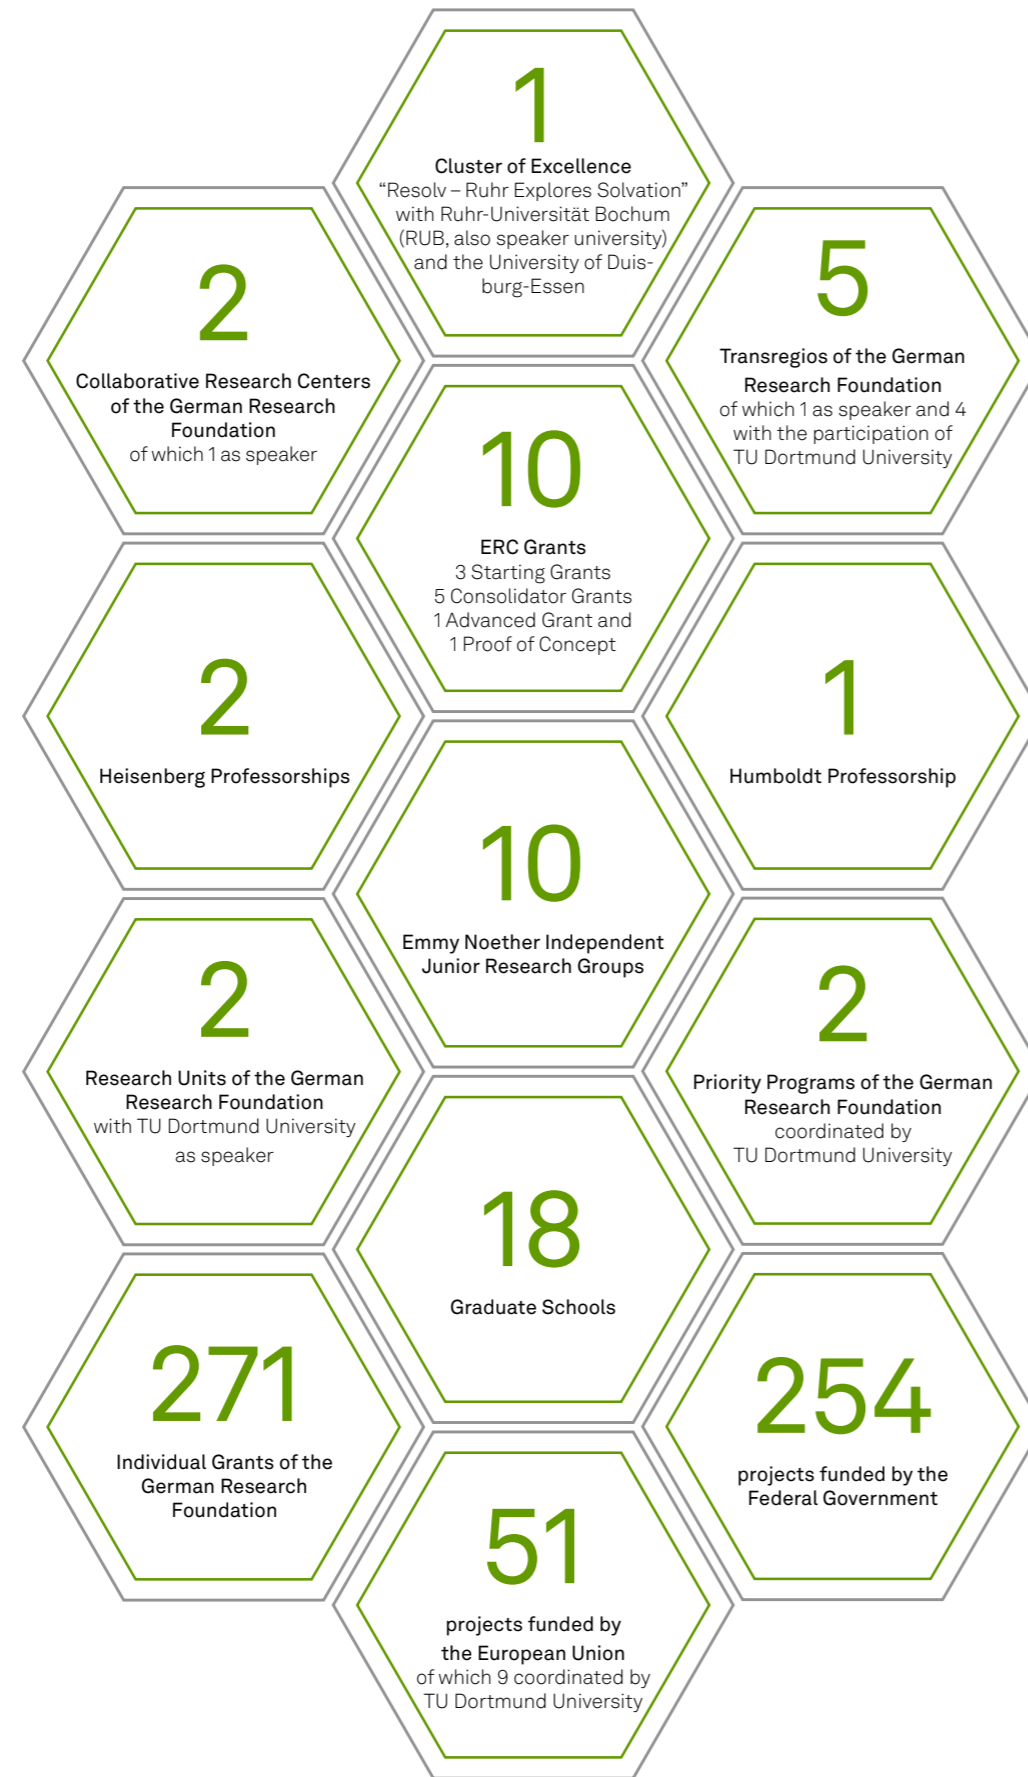 1
Cluster of Excellence
“Resolv – Ruhr Explores Solvation”
with Ruhr-Universität Bochum
(RUB, also speaker university)
and the University of Duis-
burg-Essen
2
Collaborative Research Centers
of the German Research
Foundation
of which 1 as speaker
5
Transregios of the German
Research Foundation
of which 1 as speaker and 4
with the participation of
TU Dortmund University
10
ERC Grants
3 Starting Grants
5 Consolidator Grants
1 Advanced Grant and
1 Proof of Concept
2
Heisenberg Professorships
1
Humboldt Professorship
10
Emmy Noether Independent
Junior Research Groups
2
Research Units of the German
Research Foundation
with TU Dortmund University
as speaker
2
Priority Programs of the German
Research Foundation
coordinated by
TU Dortmund University
18
Graduate Schools
271
Individual Grants of the
German Research
Foundation
254
projects funded by the
Federal Government
51
projects funded by
the European Union
of which 9 coordinated by
TU Dortmund University